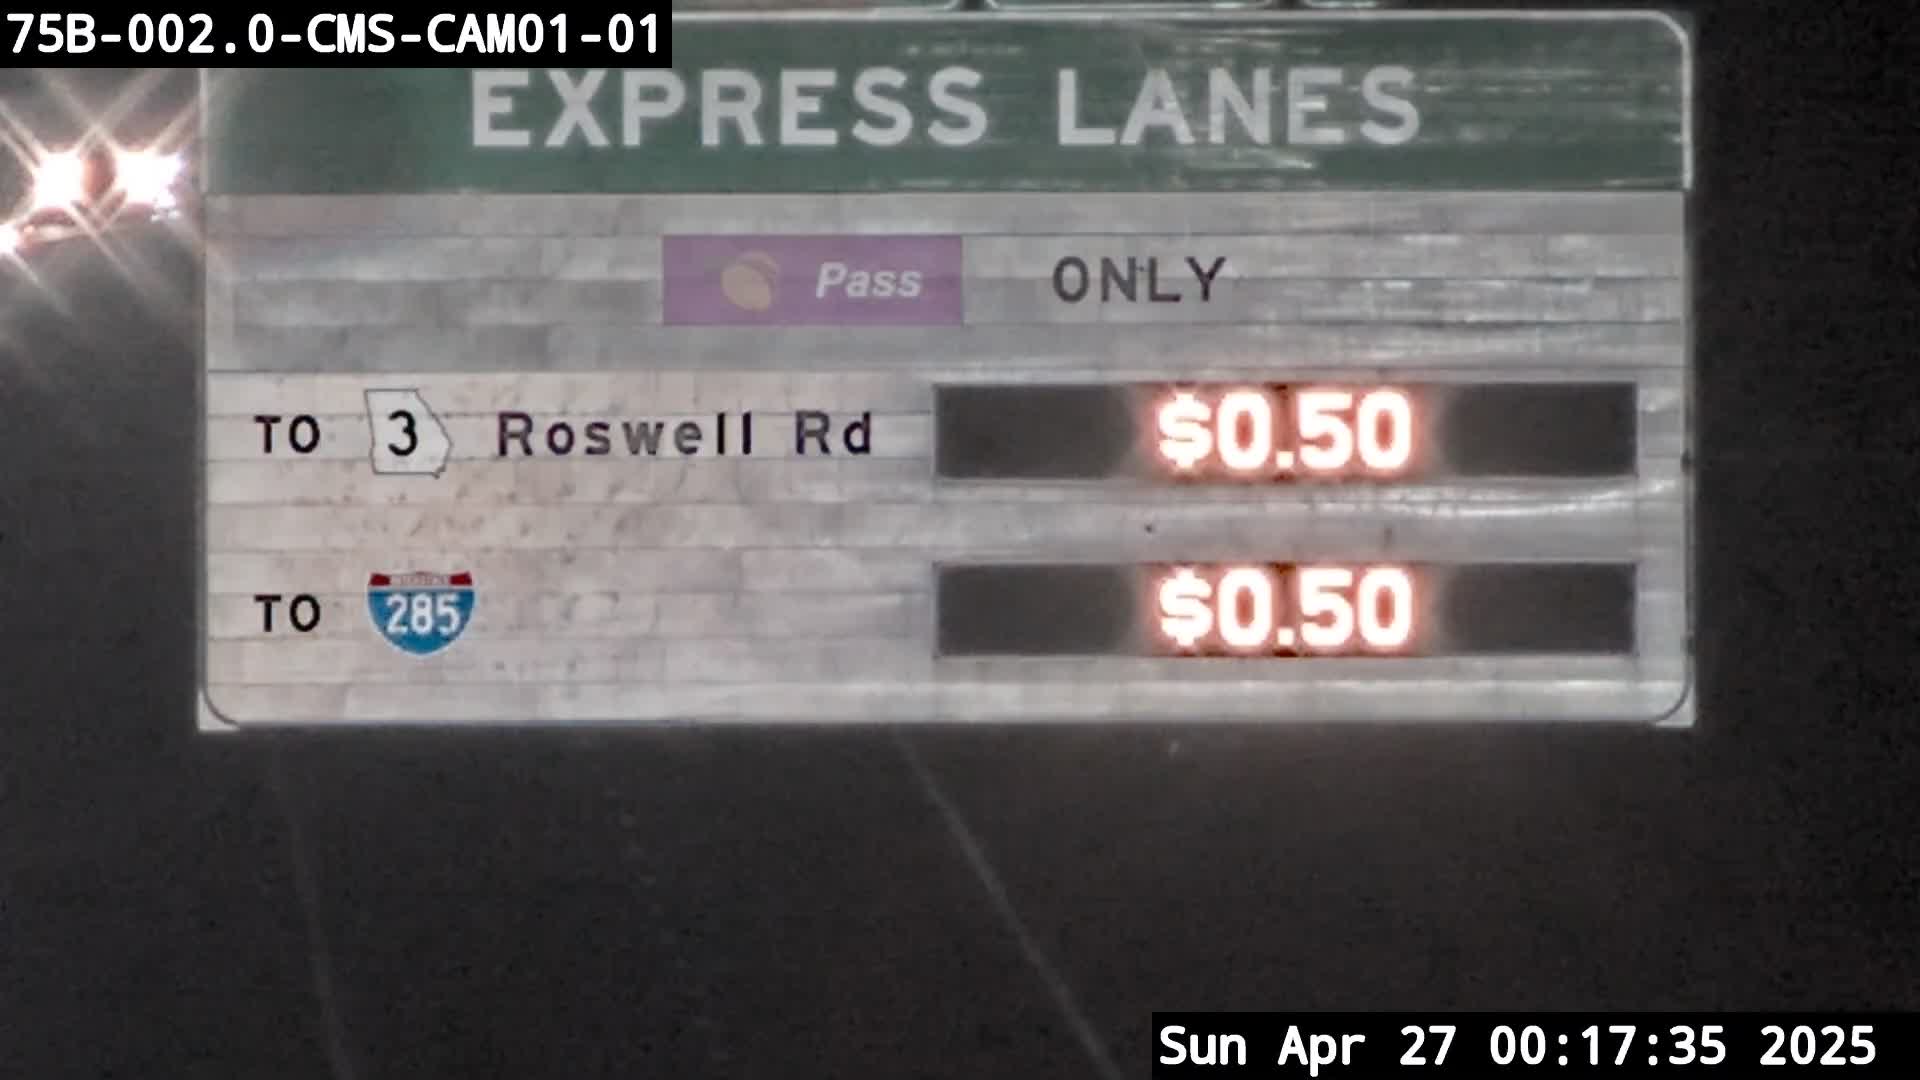 75B-002.0-CMS-CAM01-01
EXPRESS LANES
Pass ONLY
TO 3 Roswell Rd $0.50
TO 285 $0.50
Sun Apr 27 00:17:35 2025